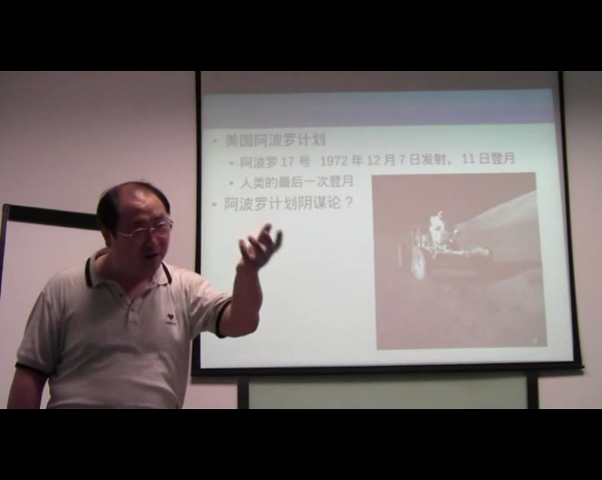 美国阿波罗计划
阿波罗 17 号 1972 年 12 月 7 日发射， 11 日登月
人类的最后一次登月
阿波罗计划阴谋论？